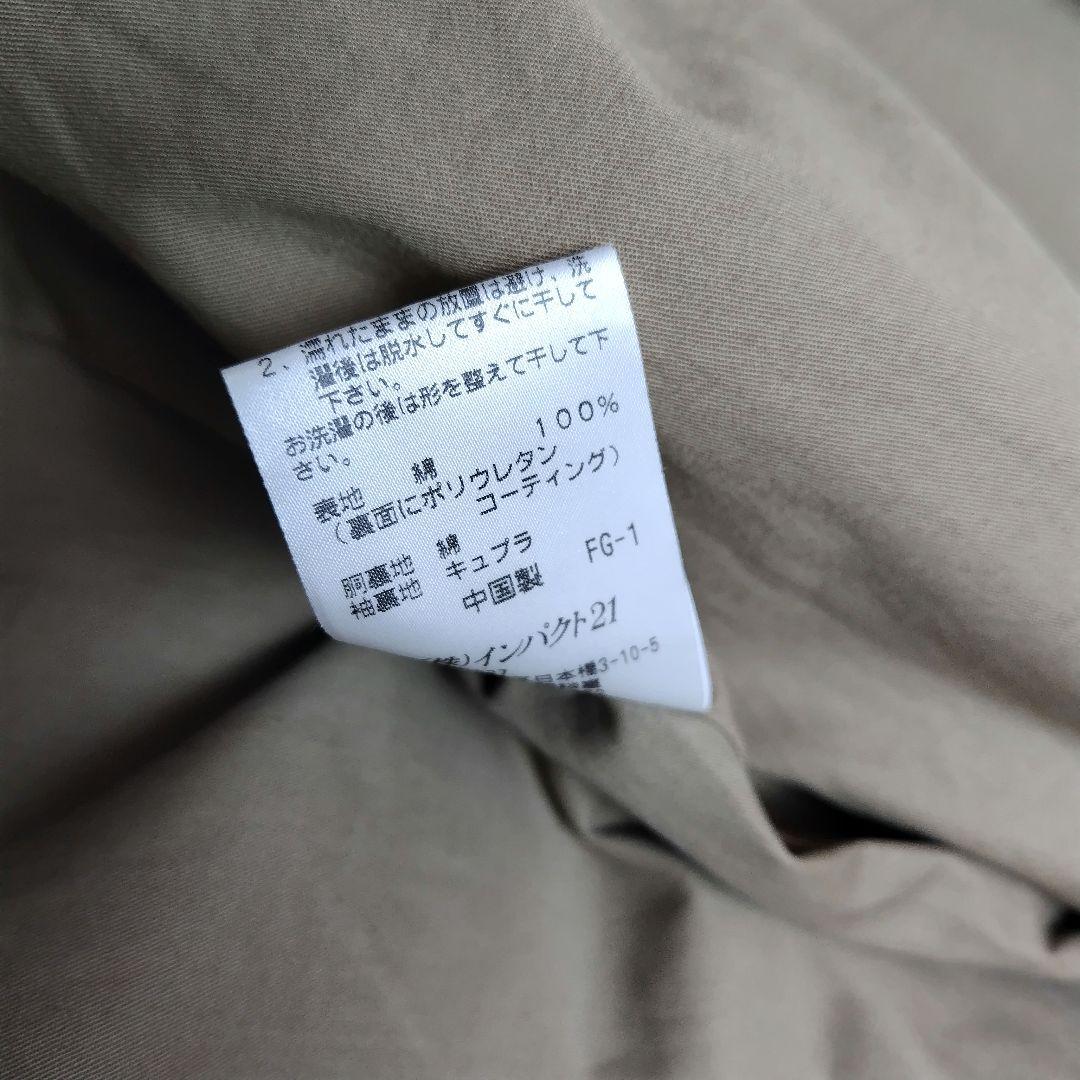 2、濡れたままの放置は避け、洗
濯後は脱水してすぐに干して
下さい。
お洗濯の後は形を整えて干して下
さい。
表地 綿 100%
(裏面にポリウレタン
コーティング)
胴裏地 綿
袖裏地 キュプラ FG-1
中国製
インパクト21
日本橋3-10-5